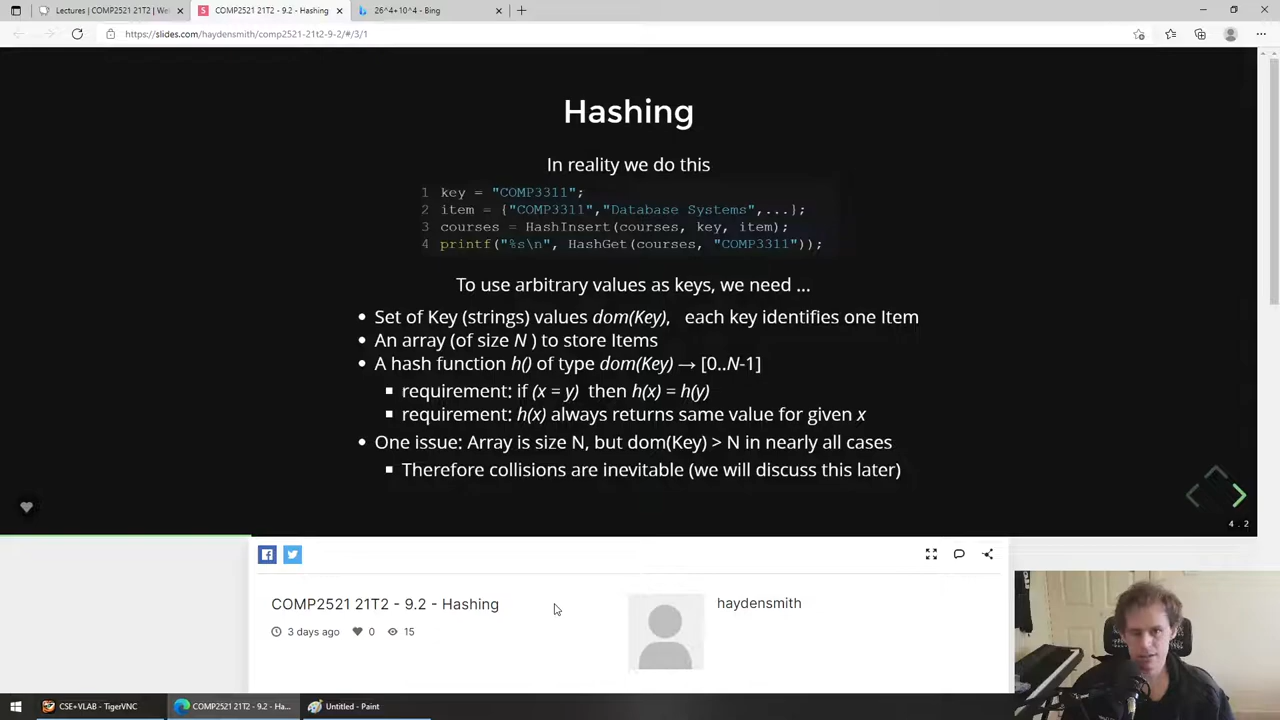 Lectures | COMP2521 21T2 | We
COMP2521 21T2 - 9.2 - Hashing
26^4+10^4 - Bing
https://slides.com/haydensmith/comp2521-21t2-9-2/#/3/1
Hashing
In reality we do this
1 key = "COMP3311";
2 item = {"COMP3311","Database Systems",...};
3 courses = HashInsert(courses, key, item);
4 printf("%s\n", HashGet(courses, "COMP3311"));
To use arbitrary values as keys, we need ...
• Set of Key (strings) values dom(Key), each key identifies one Item
• An array (of size N ) to store Items
• A hash function h() of type dom(Key) → [0..N-1]
▪ requirement: if (x = y) then h(x) = h(y)
▪ requirement: h(x) always returns same value for given x
• One issue: Array is size N, but dom(Key) > N in nearly all cases
▪ Therefore collisions are inevitable (we will discuss this later)
4.2
COMP2521 21T2 - 9.2 - Hashing
haydensmith
3 days ago 0 15
CSE+VLAB - TigerVNC
COMP2521 21T2 - 9.2 - Ha...
Untitled - Paint